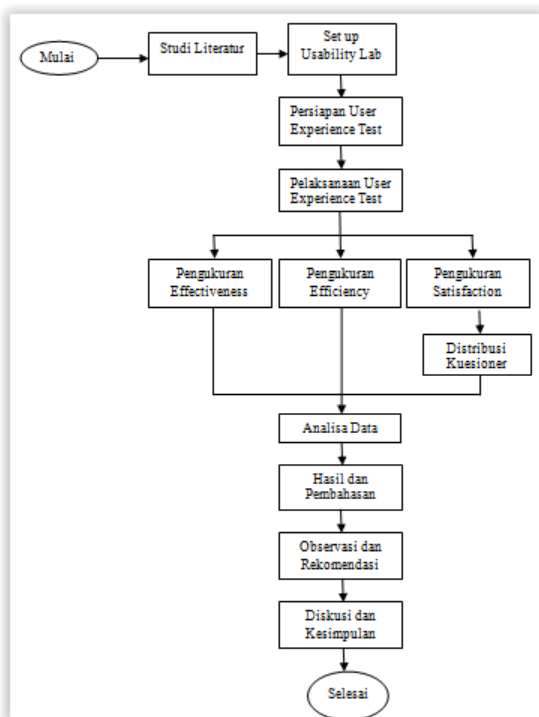 Mulai
Studi Literatur
Set up
Usability Lab
Persiapan User
Experience Test
Pelaksanaan User
Experience Test
Pengukuran
Effectiveness
Pengukuran
Efficiency
Pengukuran
Satisfaction
Distribusi
Kuesioner
Analisa Data
Hasil dan
Pembahasan
Observasi dan
Rekomendasi
Diskusi dan
Kesimpulan
Selesai